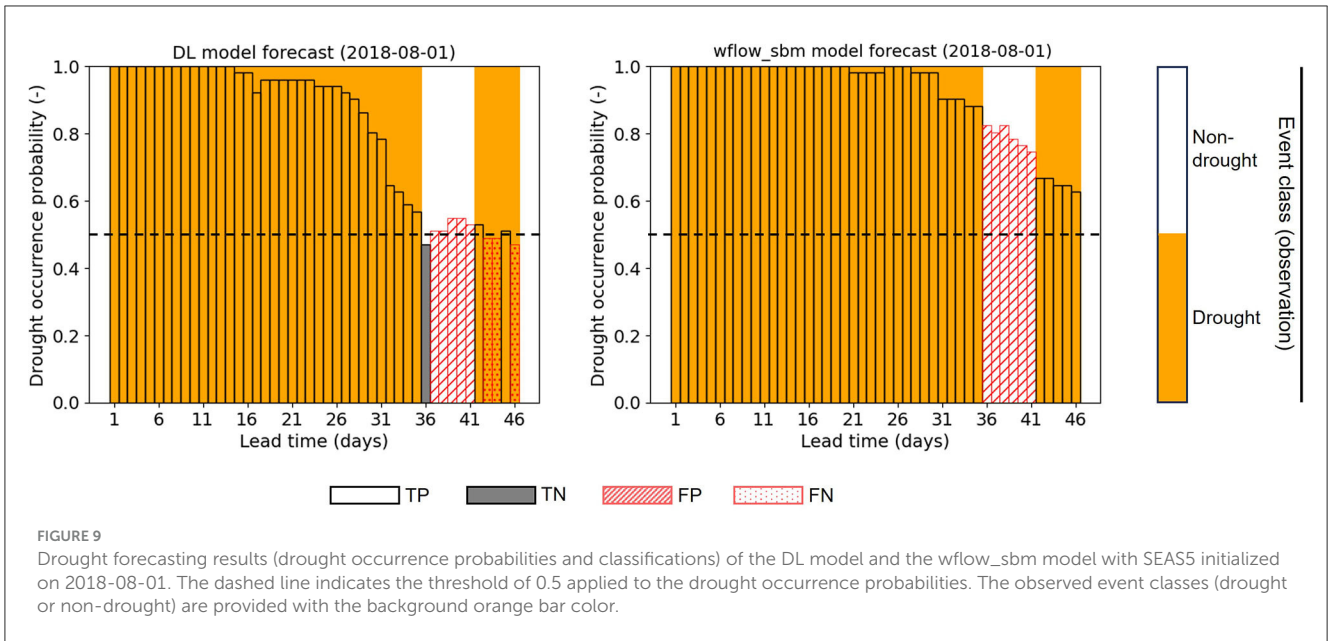 DL model forecast (2018-08-01)
Drought occurrence probability (-)
1.0
0.8
0.6
0.4
0.2
0.0
1 6 11 16 21 26 31 36 41 46
Lead time (days)
wflow_sbm model forecast (2018-08-01)
Drought occurrence probability (-)
1.0
0.8
0.6
0.4
0.2
0.0
1 6 11 16 21 26 31 36 41 46
Lead time (days)
Non-
drought
Drought
Event class (observation)
TP TN FP FN
FIGURE 9
Drought forecasting results (drought occurrence probabilities and classifications) of the DL model and the wflow_sbm model with SEAS5 initialized
on 2018-08-01. The dashed line indicates the threshold of 0.5 applied to the drought occurrence probabilities. The observed event classes (drought
or non-drought) are provided with the background orange bar color.